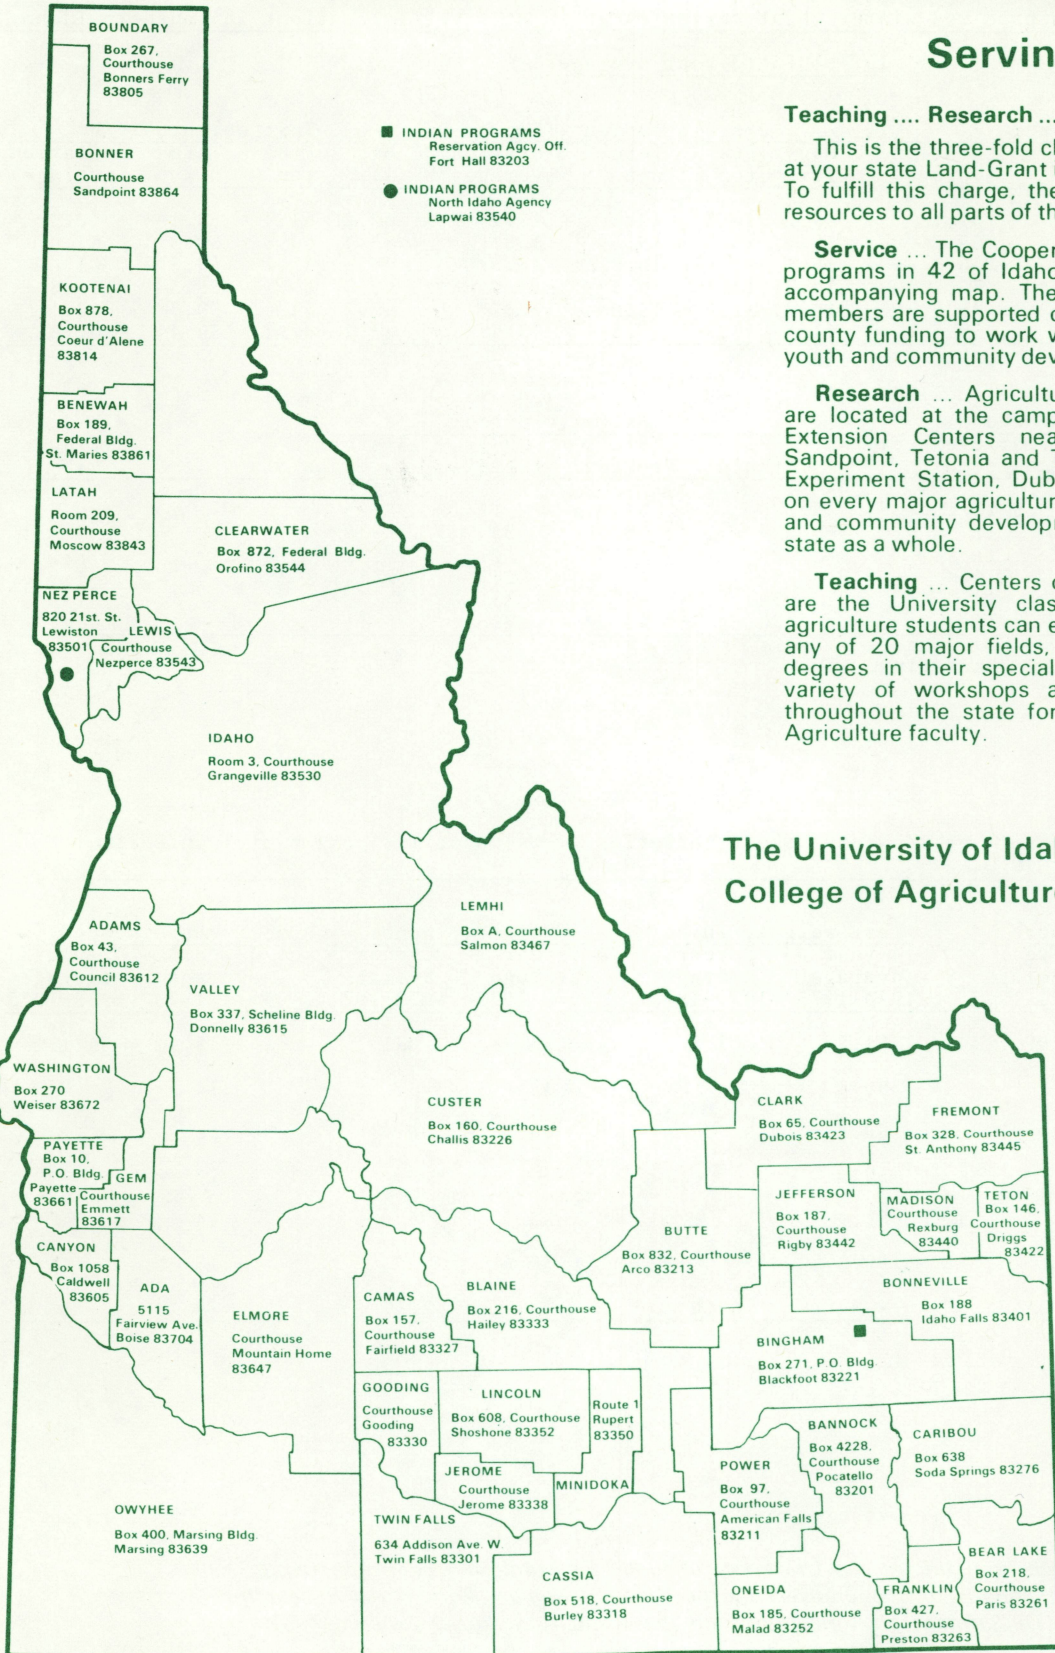 BOUNDARY
Box 267,
Courthouse
Bonners Ferry
83805
BONNER
Courthouse
Sandpoint 83864
KOOTENAI
Box 878,
Courthouse
Coeur d'Alene
83814
BENEWAH
Box 189,
Federal Bldg.
St. Maries 83861
LATAH
Room 209,
Courthouse
Moscow 83843
CLEARWATER
Box 872, Federal Bldg.
Orofino 83544
NEZ PERCE
820 21st. St.
Lewiston
83501
LEWIS
Courthouse
Nezperce 83543
IDAHO
Room 3, Courthouse
Grangeville 83530
INDIAN PROGRAMS
Reservation Agcy. Off.
Fort Hall 83203
INDIAN PROGRAMS
North Idaho Agency
Lapwai 83540
Servin
Teaching .... Research ...
This is the three-fold c
at your state Land-Grant
To fulfill this charge, the
resources to all parts of th
Service ... The Cooper
programs in 42 of Idaho
accompanying map. The
members are supported
county funding to work
youth and community dev
Research ... Agricultu
are located at the camp
Extension Centers nea
Sandpoint, Tetonia and
Experiment Station, Dub
on every major agricultur
and community develop
state as a whole.
Teaching ... Centers
are the University clas
agriculture students can e
any of 20 major fields,
degrees in their special
variety of workshops a
throughout the state for
Agriculture faculty.
The University of Ida
College of Agriculture
ADAMS
Box 43,
Courthouse
Council 83612
VALLEY
Box 337, Scheline Bldg.
Donnelly 83615
LEMHI
Box A, Courthouse
Salmon 83467
WASHINGTON
Box 270
Weiser 83672
CUSTER
Box 160, Courthouse
Challis 83226
CLARK
Box 65, Courthouse
Dubois 83423
FREMONT
Box 328, Courthouse
St. Anthony 83445
PAYETTE
Box 10,
P.O. Bldg.
Payette
83661
GEM
Courthouse
Emmett
83617
JEFFERSON
Box 187,
Courthouse
Rigby 83442
MADISON
Courthouse
Rexburg
83440
TETON
Box 146,
Courthouse
Driggs
83422
BUTTE
Box 832, Courthouse
Arco 83213
CANYON
Box 1058
Caldwell
83605
ADA
5115
Fairview Ave.
Boise 83704
ELMORE
Courthouse
Mountain Home
83647
CAMAS
Box 157,
Courthouse
Fairfield 83327
BLAINE
Box 216, Courthouse
Hailey 83333
BONNEVILLE
Box 188
Idaho Falls 83401
BINGHAM
Box 271, P.O. Bldg.
Blackfoot 83221
GOODING
Courthouse
Gooding
83330
LINCOLN
Box 608, Courthouse
Shoshone 83352
Route 1
Rupert
83350
MINIDOKA
JEROME
Courthouse
Jerome 83338
BANNOCK
Box 4228,
Courthouse
Pocatello
83201
CARIBOU
Box 638
Soda Springs 83276
POWER
Box 97,
Courthouse
American Falls
83211
OWYHEE
Box 400, Marsing Bldg.
Marsing 83639
TWIN FALLS
634 Addison Ave. W.
Twin Falls 83301
CASSIA
Box 518, Courthouse
Burley 83318
ONEIDA
Box 185, Courthouse
Malad 83252
FRANKLIN
Box 427,
Courthouse
Preston 83263
BEAR LAKE
Box 218,
Courthouse
Paris 83261